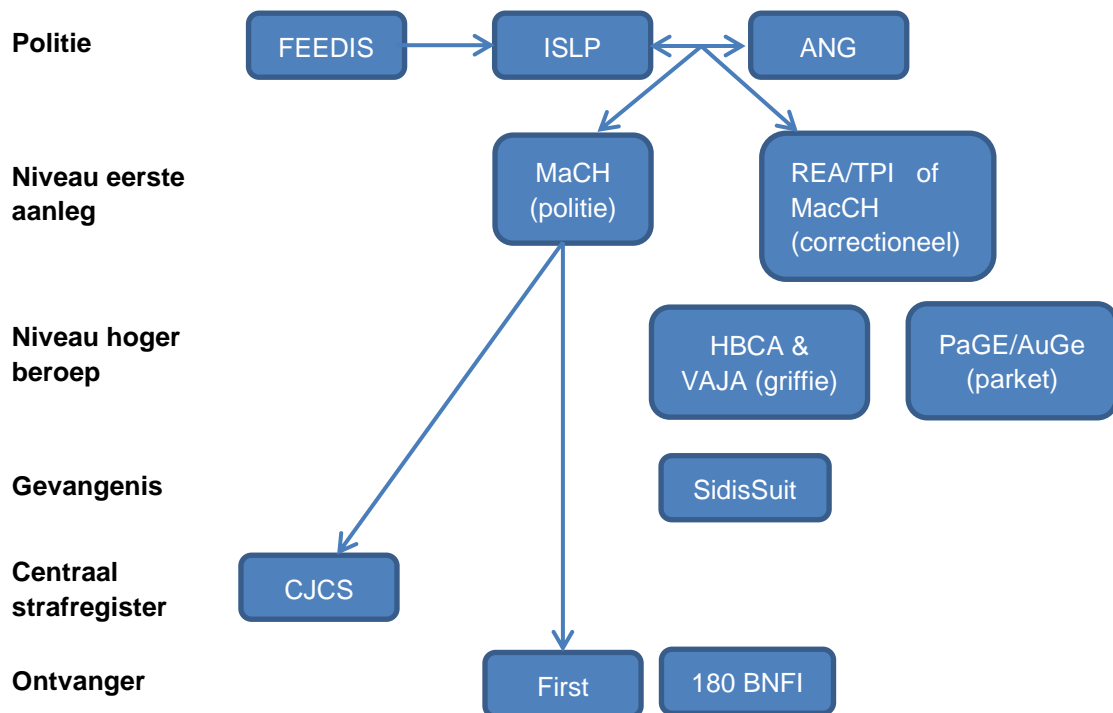 Politie
FEEDIS
ISLP
ANG
Niveau eerste
aanleg
MaCH
(politie)
REA/TPI of
MacCH
(correctioneel)
Niveau hoger
beroep
HBCA &
VAJA (griffie)
PaGE/AuGe
(parket)
Gevangenis
SidisSuit
Centraal
strafregister
CJCS
Ontvanger
First
180 BNFI